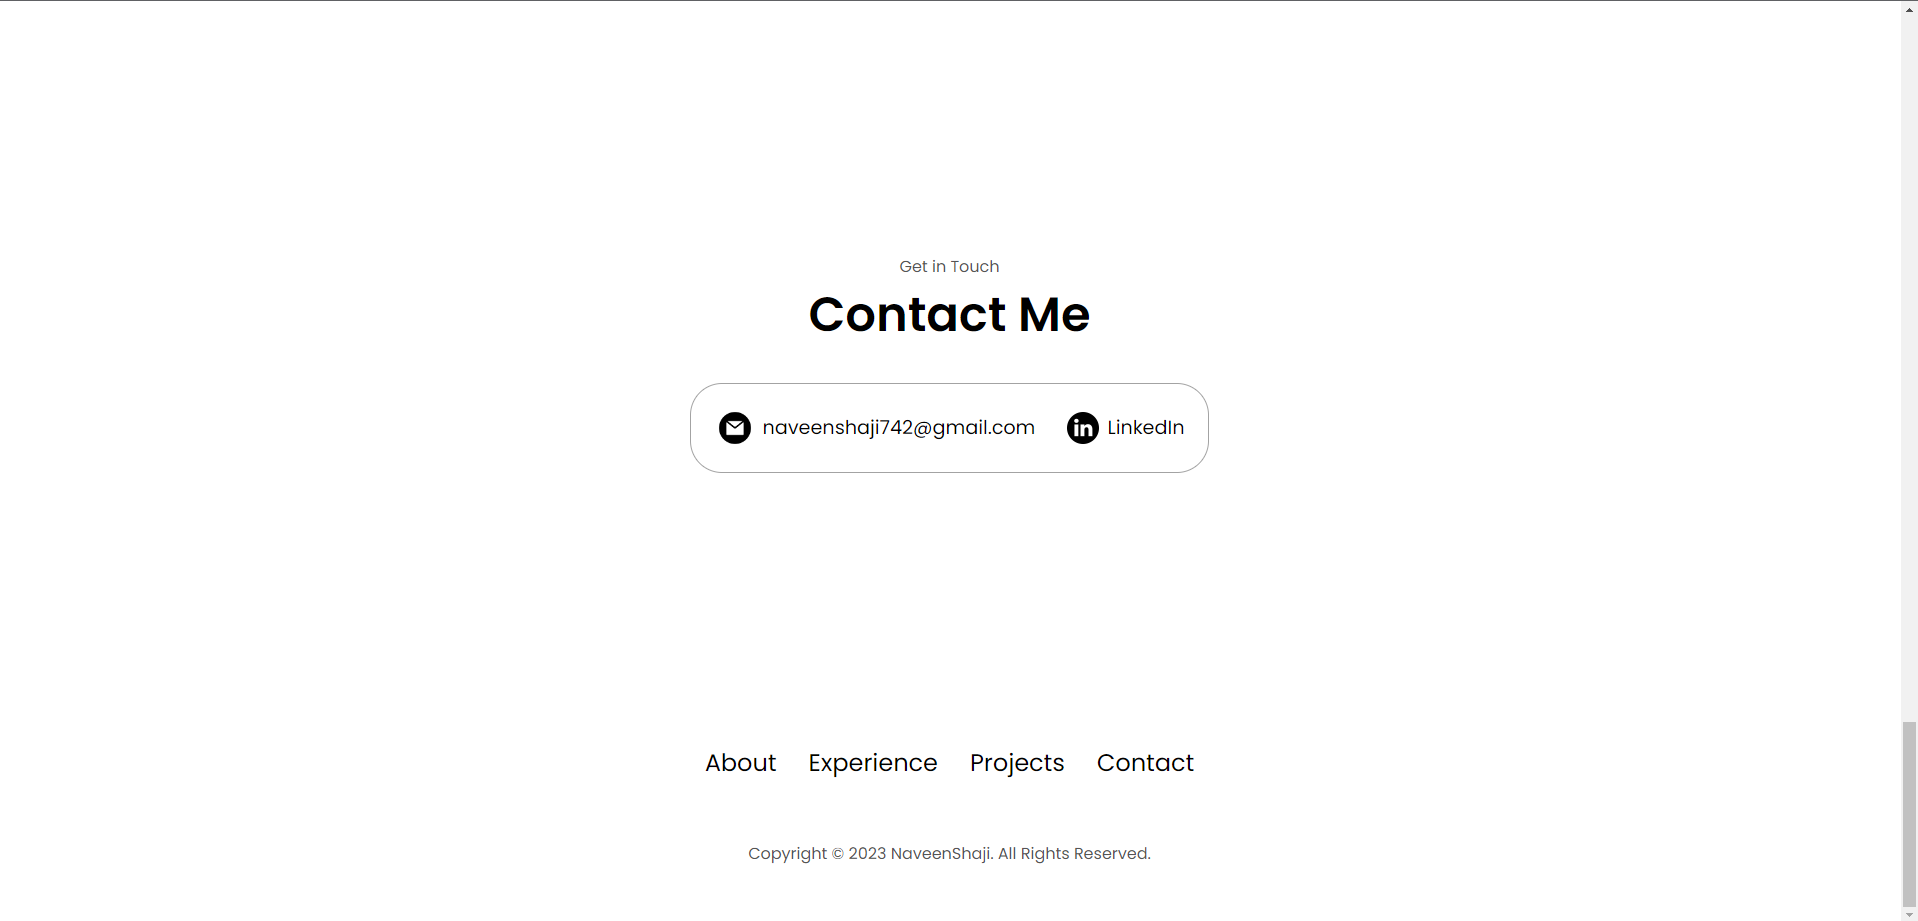 Get in Touch
Contact Me
naveenshaji742@gmail.com LinkedIn
About Experience Projects Contact
Copyright © 2023 NaveenShaji. All Rights Reserved.